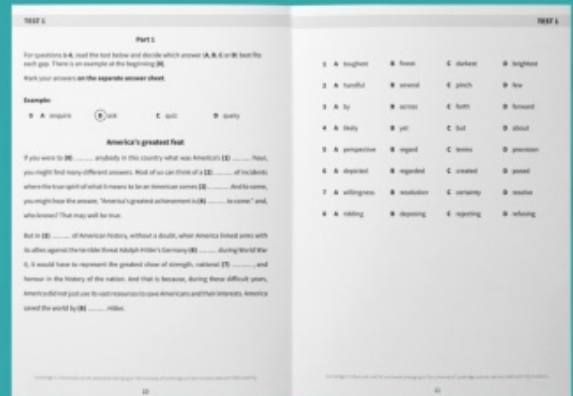 TEST 1
Part 1
For questions 1-8, read the text below and decide which answer (A, B, C or D) best fits
each gap. There is an example at the beginning (0).
Mark your answers on the separate answer sheet.
Example:
0 A enquire B ask C quiz D query
America's greatest feat
If you were to (0) ......... anybody in this country what was America's (1) ......... hour,
you might find many different answers. Most of us can think of a (2) ......... of incidents
where the true spirit of what it means to be an American comes (3) ......... . And to some,
you might hear the answer, "America's greatest achievement is (4) ......... to come." and,
who knows? That may well be true.
But in (5) ......... of American history, without a doubt, when America linked arms with
its allies against the terrible threat Adolph Hitler's Germany (6) ......... during World War
II, it would have to represent the greatest show of strength, national (7) ........., and
honour in the history of the nation. And that is because, during these difficult years,
America did not just use its vast resources to save Americans and their interests. America
saved the world by (8) ......... Hitler.
10
TEST 1
1 A toughest B finest C darkest D brightest
2 A handful B several C pinch D few
3 A by B across C forth D forward
4 A likely B yet C but D about
5 A perspective B regard C terms D
6 A depicted B regarded C created D posed
7 A willingness B resolution C certainty D resolve
8 A ridding B deposing C rejecting D refusing
11